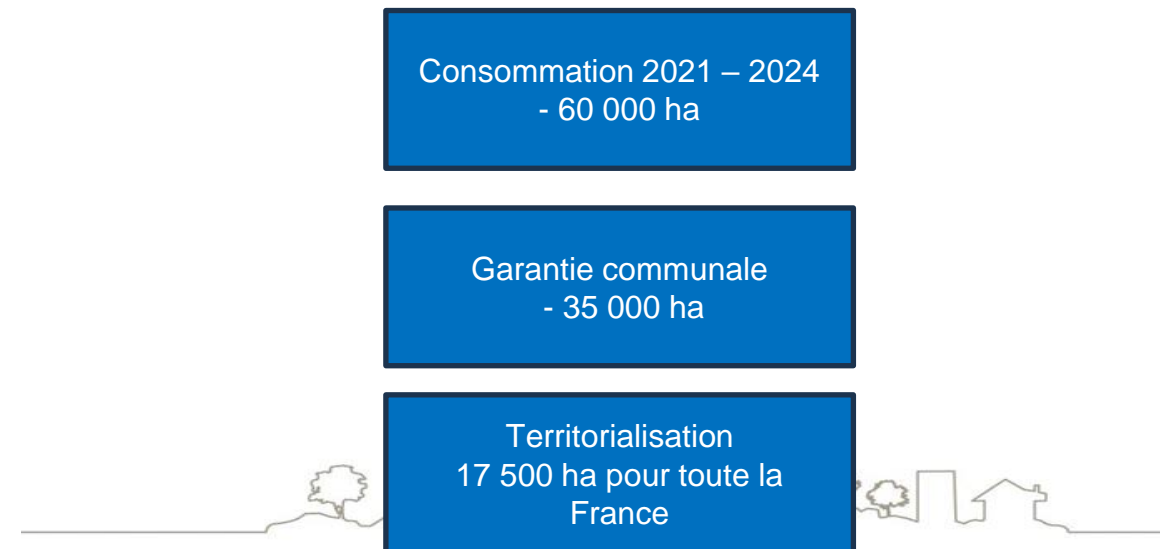 Consommation 2021 – 2024
- 60 000 ha
Garantie communale
- 35 000 ha
Territorialisation
17 500 ha pour toute la
France